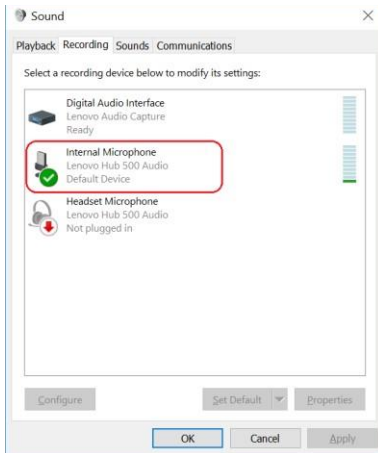 Sound
Playback Recording Sounds Communications
Select a recording device below to modify its settings:
Digital Audio Interface
Lenovo Audio Capture
Ready
Internal Microphone
Lenovo Hub 500 Audio
Default Device
Headset Microphone
Lenovo Hub 500 Audio
Not plugged in
Configure Set Default Properties
OK Cancel Apply